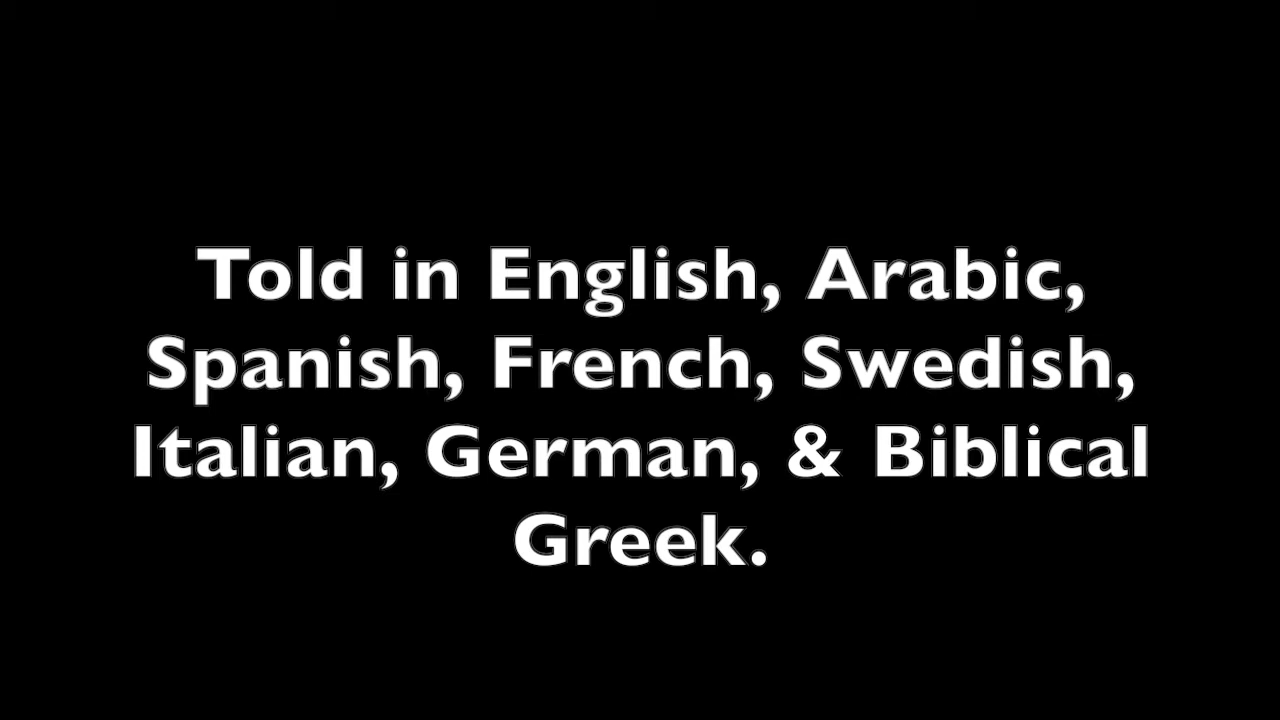 Told in English, Arabic,
Spanish, French, Swedish,
Italian, German, & Biblical
Greek.